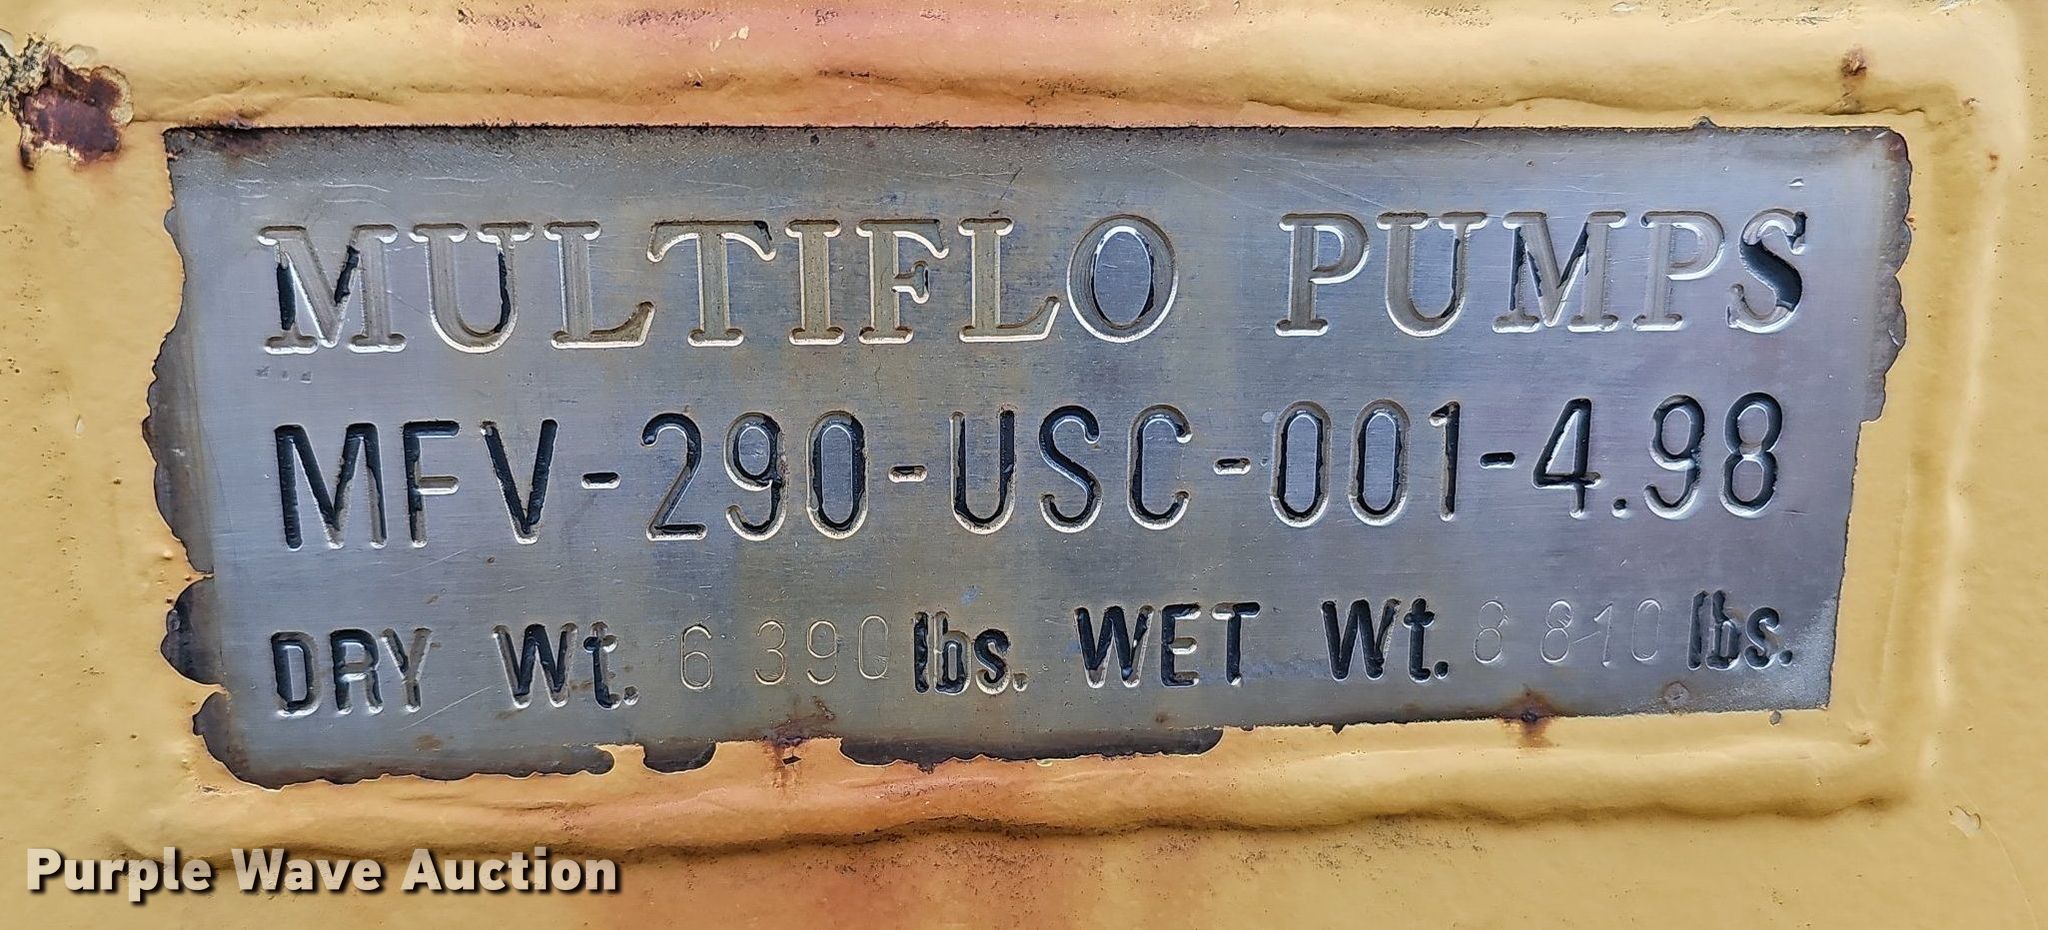 MULTIFLO PUMPS
MFV-290-USC-001-4.98
DRY Wt. 6 390 lbs. WET Wt. 8 810 lbs.
Purple Wave Auction